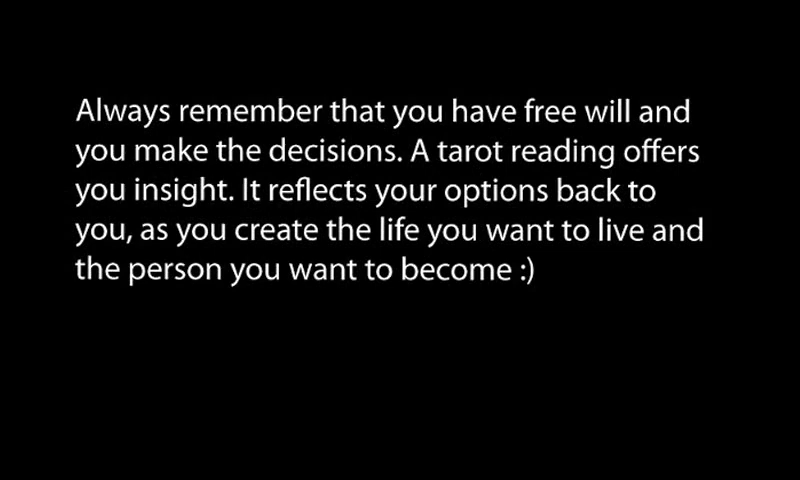 Always remember that you have free will and
you make the decisions. A tarot reading offers
you insight. It reflects your options back to
you, as you create the life you want to live and
the person you want to become :)